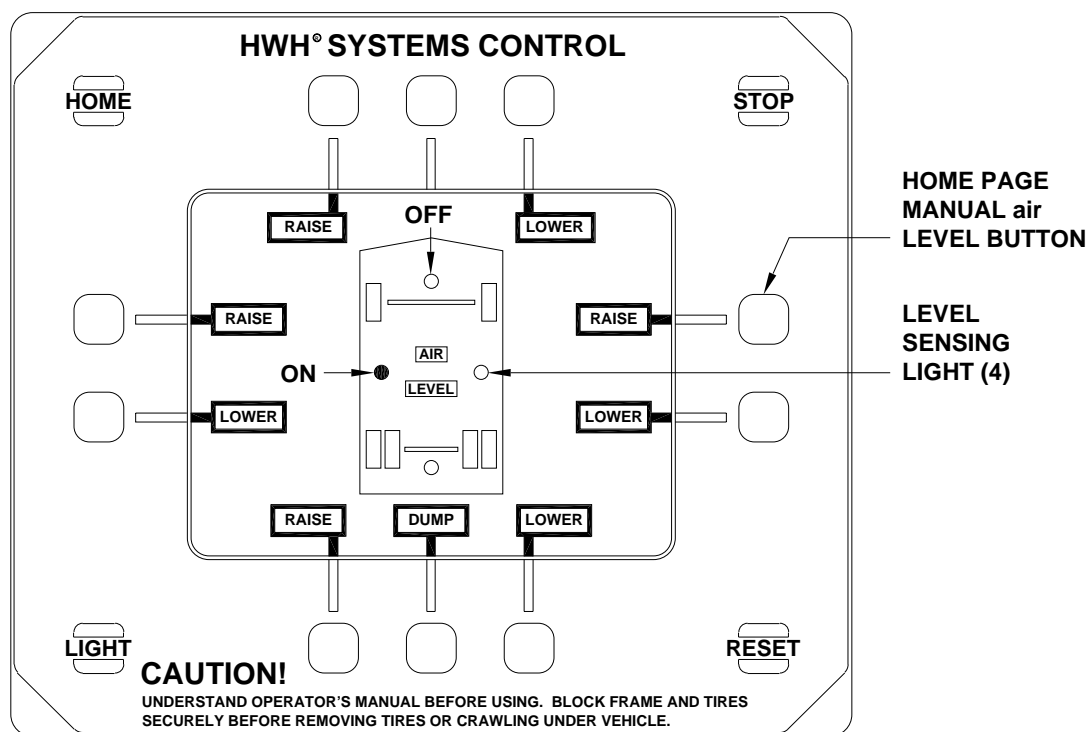 HWH® SYSTEMS CONTROL
HOME
STOP
HOME PAGE
MANUAL air
LEVEL BUTTON
RAISE
OFF
LOWER
RAISE
RAISE
LEVEL
SENSING
LIGHT (4)
AIR
ON
LEVEL
LOWER
LOWER
RAISE
DUMP
LOWER
LIGHT
RESET
CAUTION!
UNDERSTAND OPERATOR'S MANUAL BEFORE USING. BLOCK FRAME AND TIRES
SECURELY BEFORE REMOVING TIRES OR CRAWLING UNDER VEHICLE.